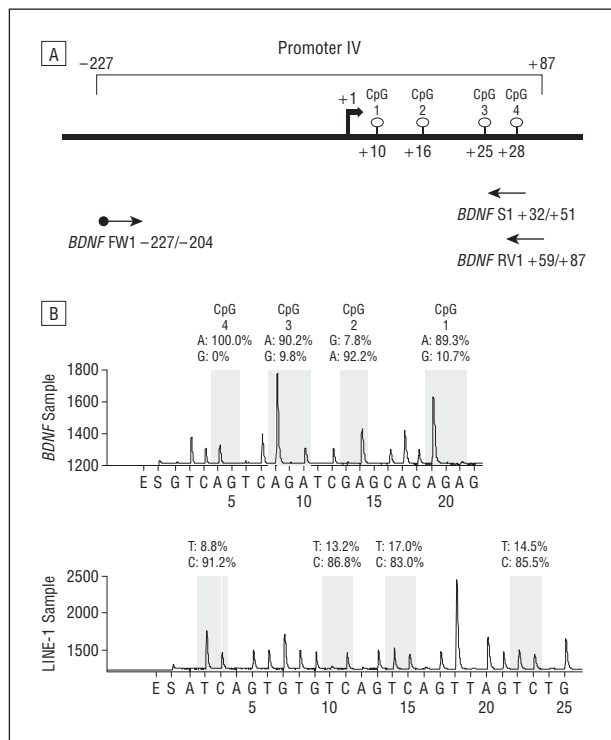 A
Promoter IV
−227
+87
+1
CpG 1
CpG 2
CpG 3
CpG 4
+10
+16
+25
+28
BDNF FW1 −227/−204
BDNF S1 +32/+51
BDNF RV1 +59/+87
B
CpG 4
A: 100.0%
G: 0%
CpG 3
A: 90.2%
G: 9.8%
CpG 2
G: 7.8%
A: 92.2%
CpG 1
A: 89.3%
G: 10.7%
BDNF Sample
1800
1600
1400
1200
E S G T C A G T C A G A T C G A G C A C A G A G
5 10 15 20
T: 8.8%
C: 91.2%
T: 13.2%
C: 86.8%
T: 17.0%
C: 83.0%
T: 14.5%
C: 85.5%
LINE-1 Sample
2500
2000
1500
E S A T C A G T G T G T C A G T C A G T T A G T C T G
5 10 15 20 25